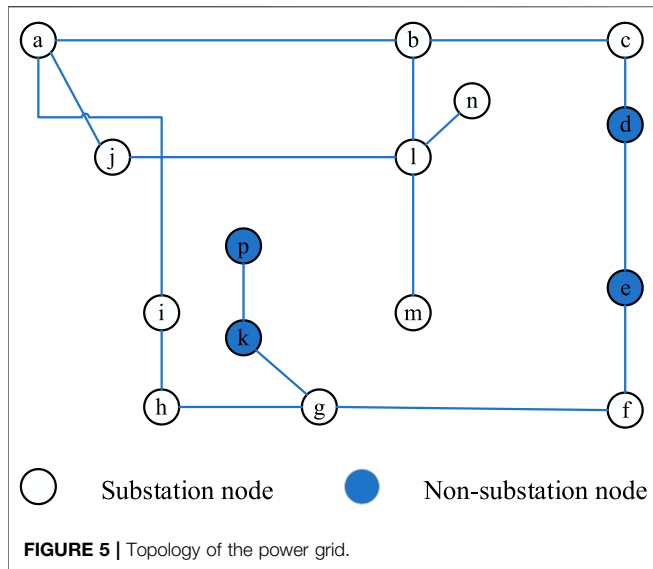 a b c
n
d
j l
p
e
i m
k
h g f
Substation node Non-substation node
FIGURE 5 | Topology of the power grid.